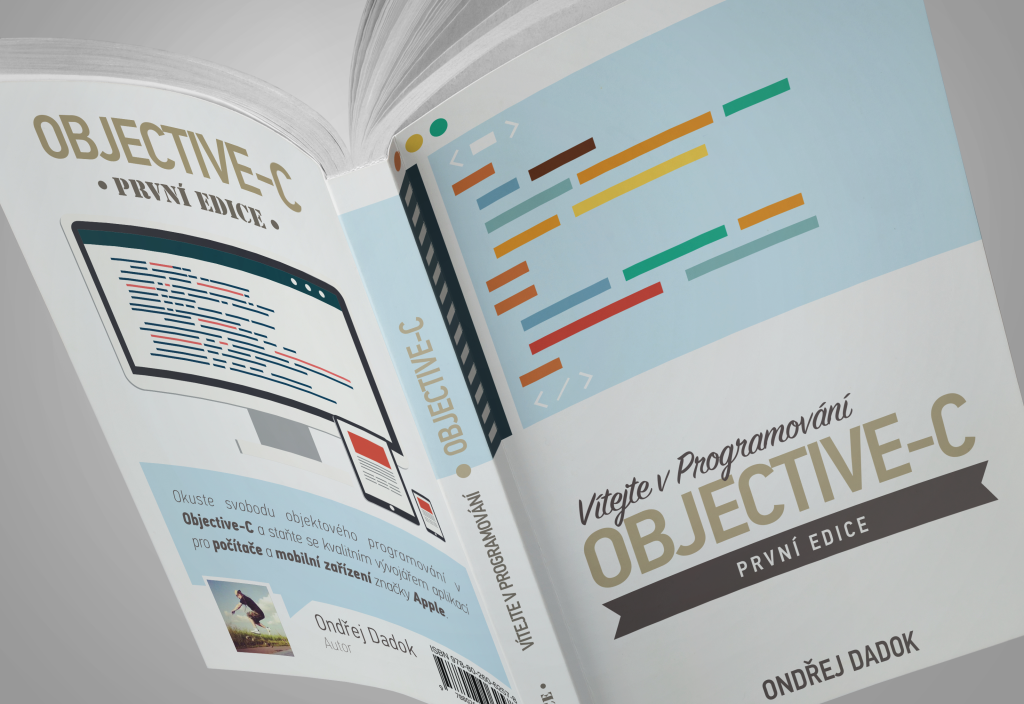 OBJECTIVE-C
• PRVNÍ EDICE •
Okuste svobodu objektového programování v
Objective-C a staňte se kvalitním vývojářem aplikací
pro počítače a mobilní zařízení značky Apple.
Ondřej Dadok
Autor
VÍTEJTE V PROGRAMOVÁNÍ • OBJECTIVE-C
< >
< / >
Vítejte v Programování
OBJECTIVE-C
PRVNÍ EDICE
ONDŘEJ DADOK